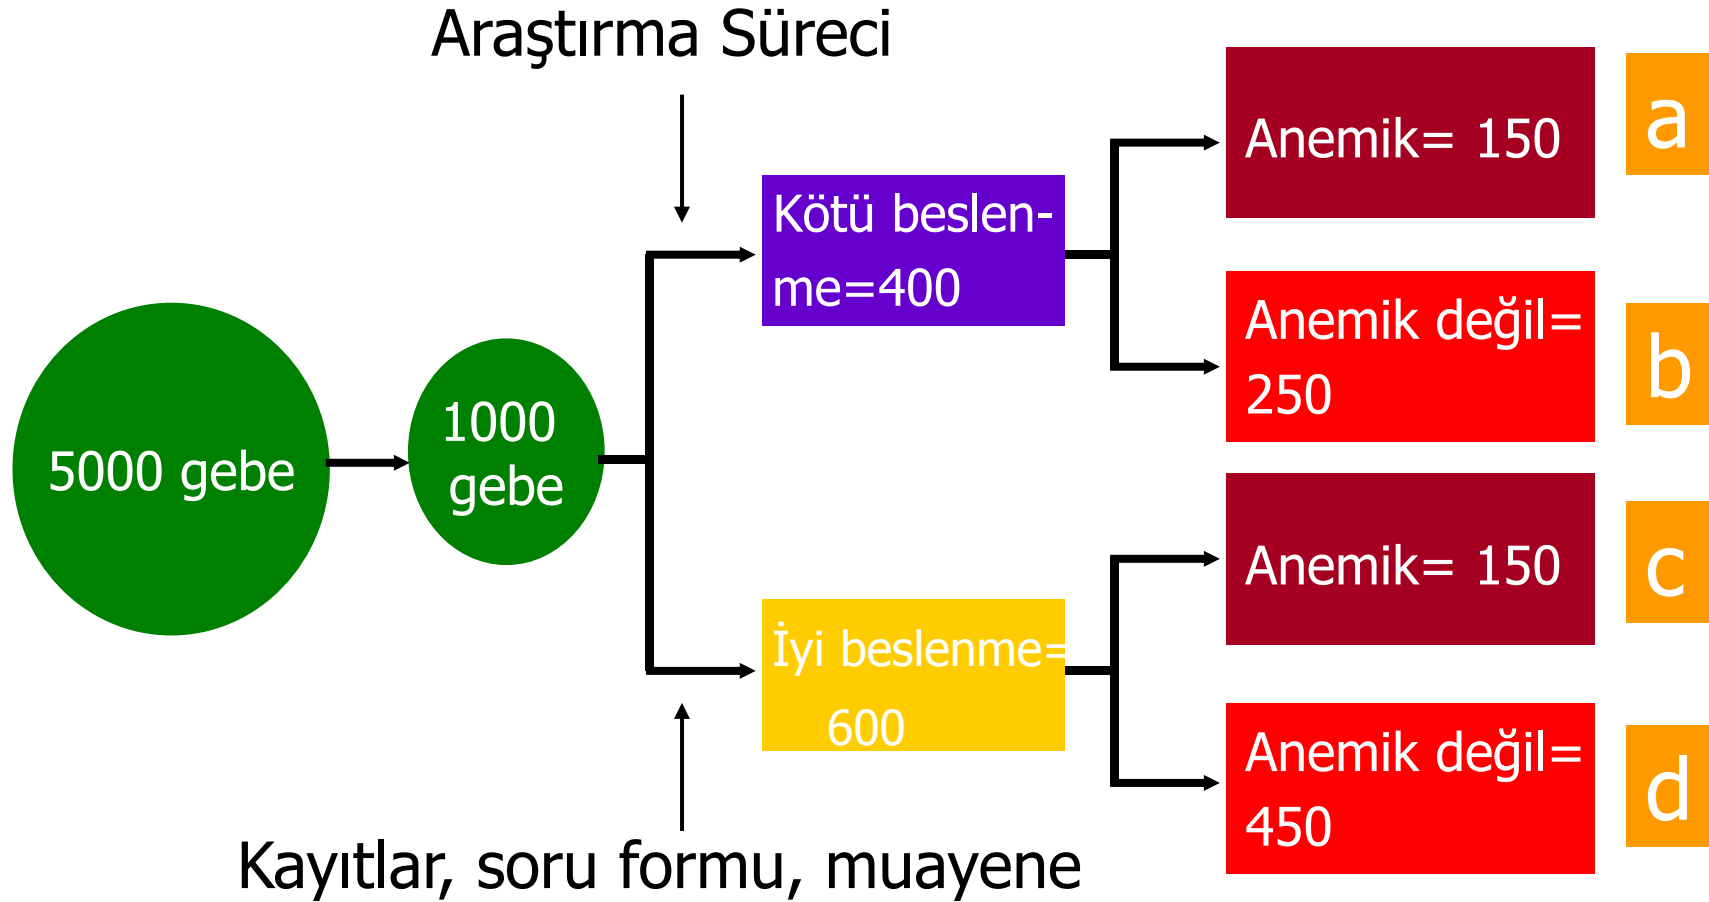 Araştırma Süreci
5000 gebe
1000
gebe
Kötü beslen-
me=400
İyi beslenme=
600
Anemik= 150
a
Anemik değil=
250
b
Anemik= 150
c
Anemik değil=
450
d
Kayıtlar, soru formu, muayene